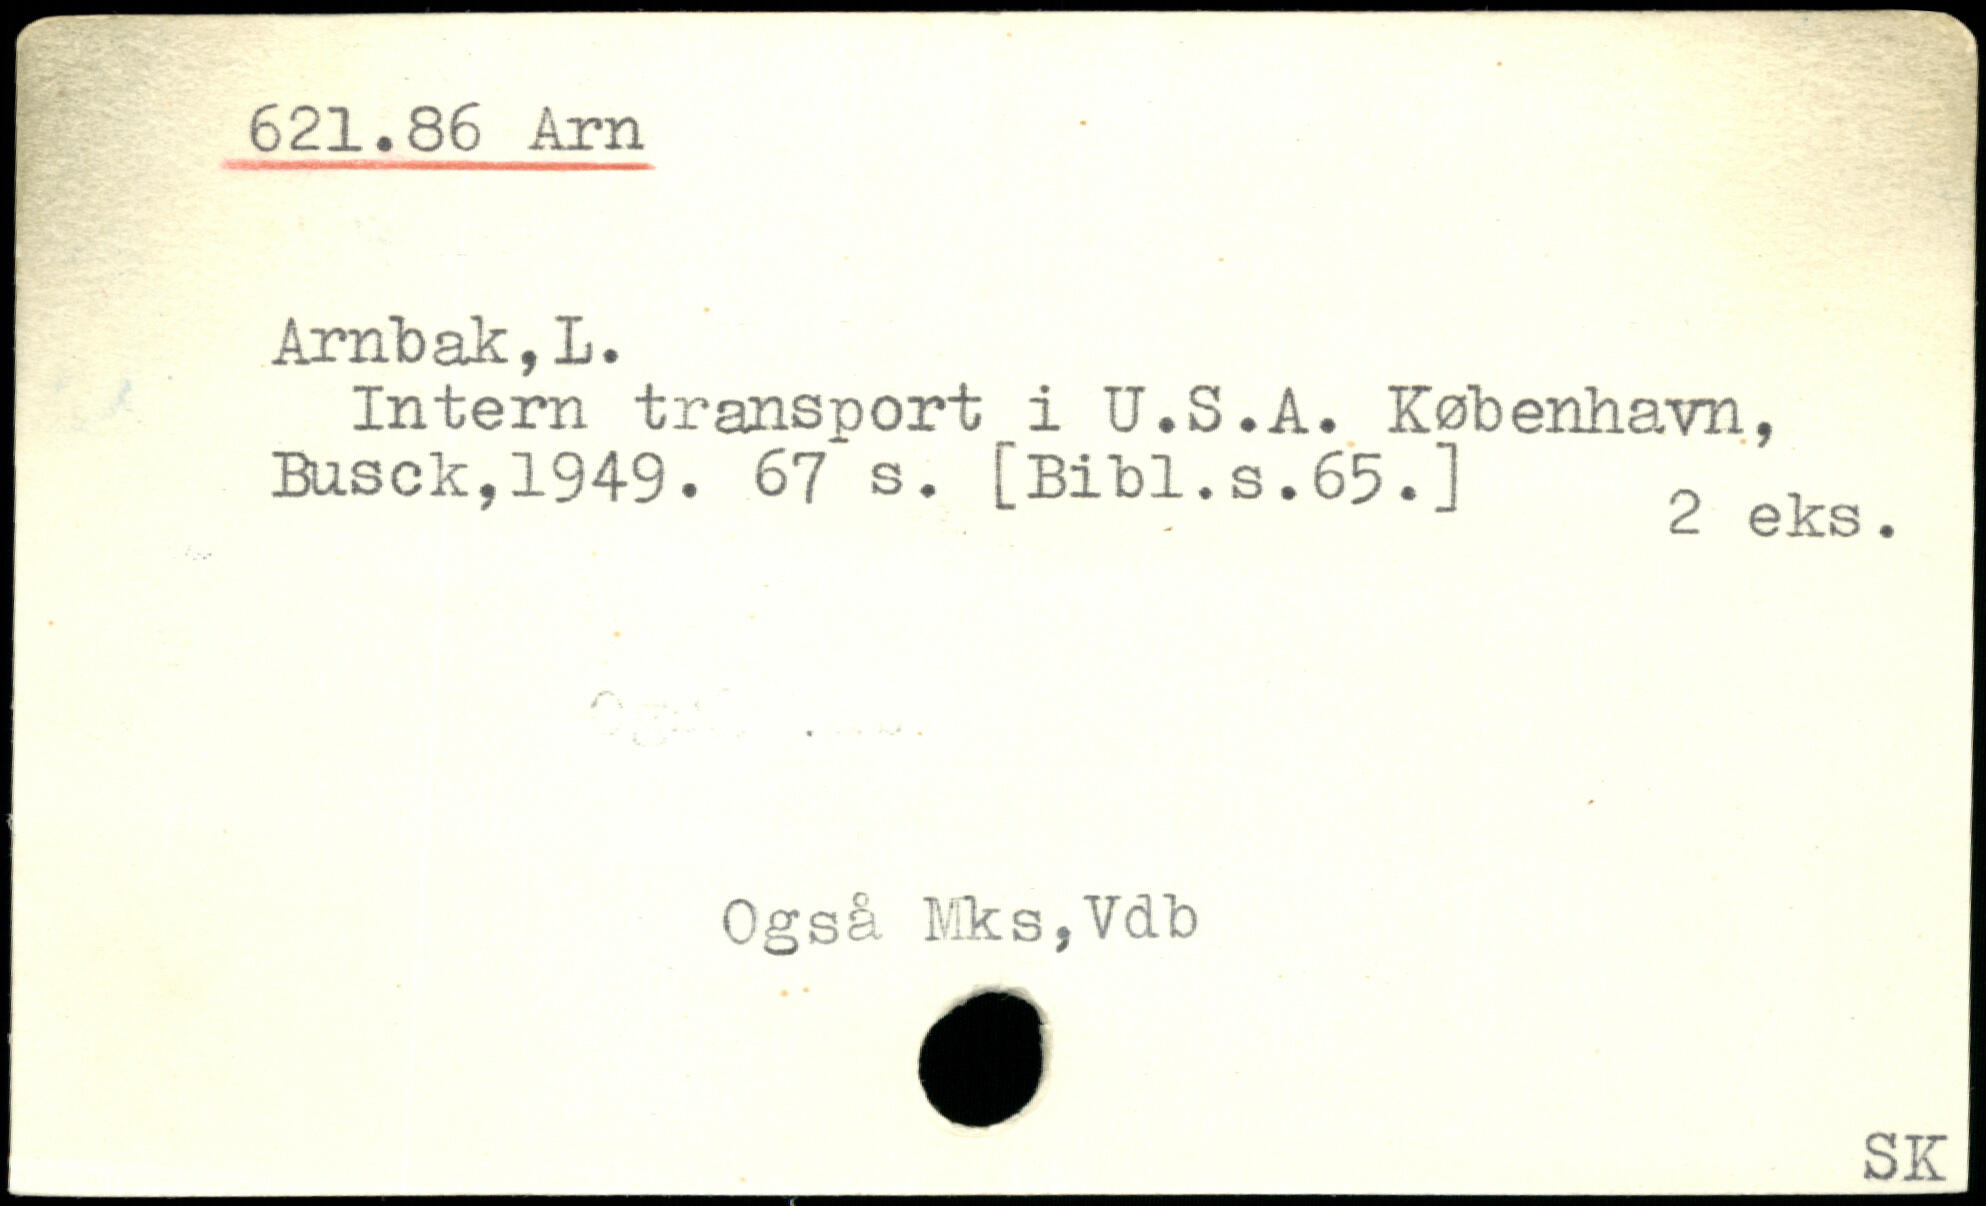 621.86 Arn
Arnbak,L.
Intern transport i U.S.A. København,
Busck,1949. 67 s. [Bibl.s.65.]
2 eks.
Også Mks,Vdb
SK